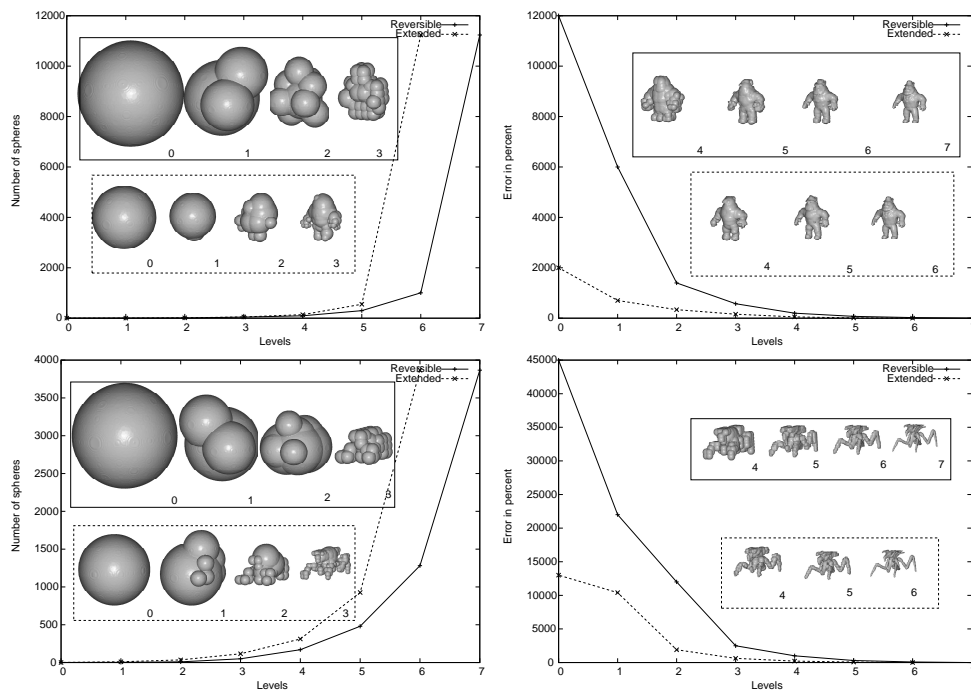 Reversible
Extended
12000
10000
8000
6000
4000
2000
0
Number of spheres
0 1 2 3
0 1 2 3
0 1 2 3 4 5 6 7
Levels
Reversible
Extended
12000
10000
8000
6000
4000
2000
0
Error in percent
4 5 6 7
4 5 6
0 1 2 3 4 5 6
Levels
Reversible
Extended
4000
3500
3000
2500
2000
1500
1000
500
0
Number of spheres
0 1 2 3
0 1 2 3
0 1 2 3 4 5 6 7
Levels
Reversible
Extended
45000
40000
35000
30000
25000
20000
15000
10000
5000
0
Error in percent
4 5 6 7
4 5 6
0 1 2 3 4 5 6
Levels